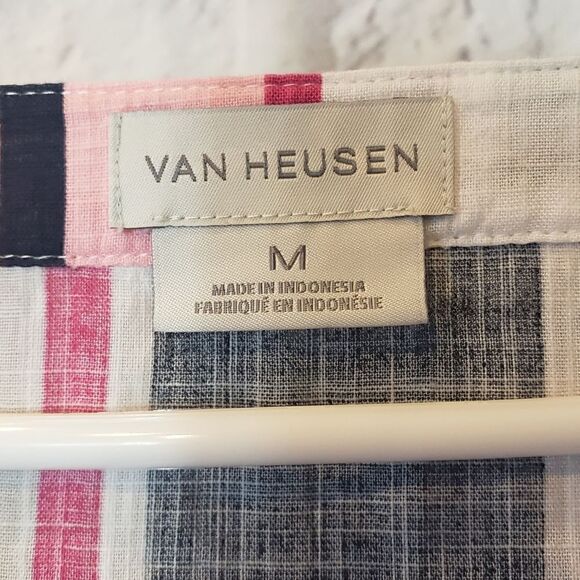 VAN HEUSEN
M
MADE IN INDONESIA
FABRIQUÉ EN INDONÉSIE